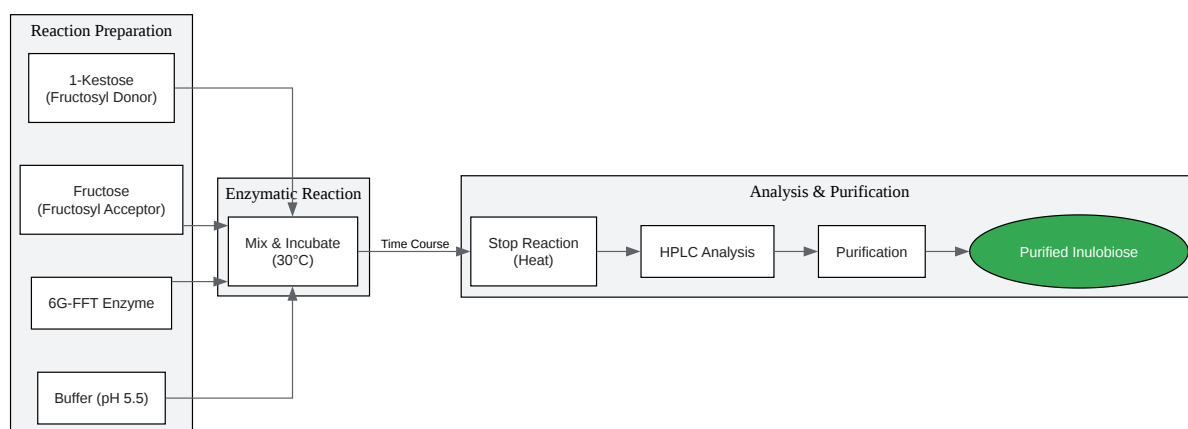 Reaction Preparation
1-Kestose
(Fructosyl Donor)
Fructose
(Fructosyl Acceptor)
6G-FFT Enzyme
Buffer (pH 5.5)
Enzymatic Reaction
Mix & Incubate
(30°C)
Time Course
Analysis & Purification
Stop Reaction
(Heat)
HPLC Analysis
Purification
Purified Inulobiose